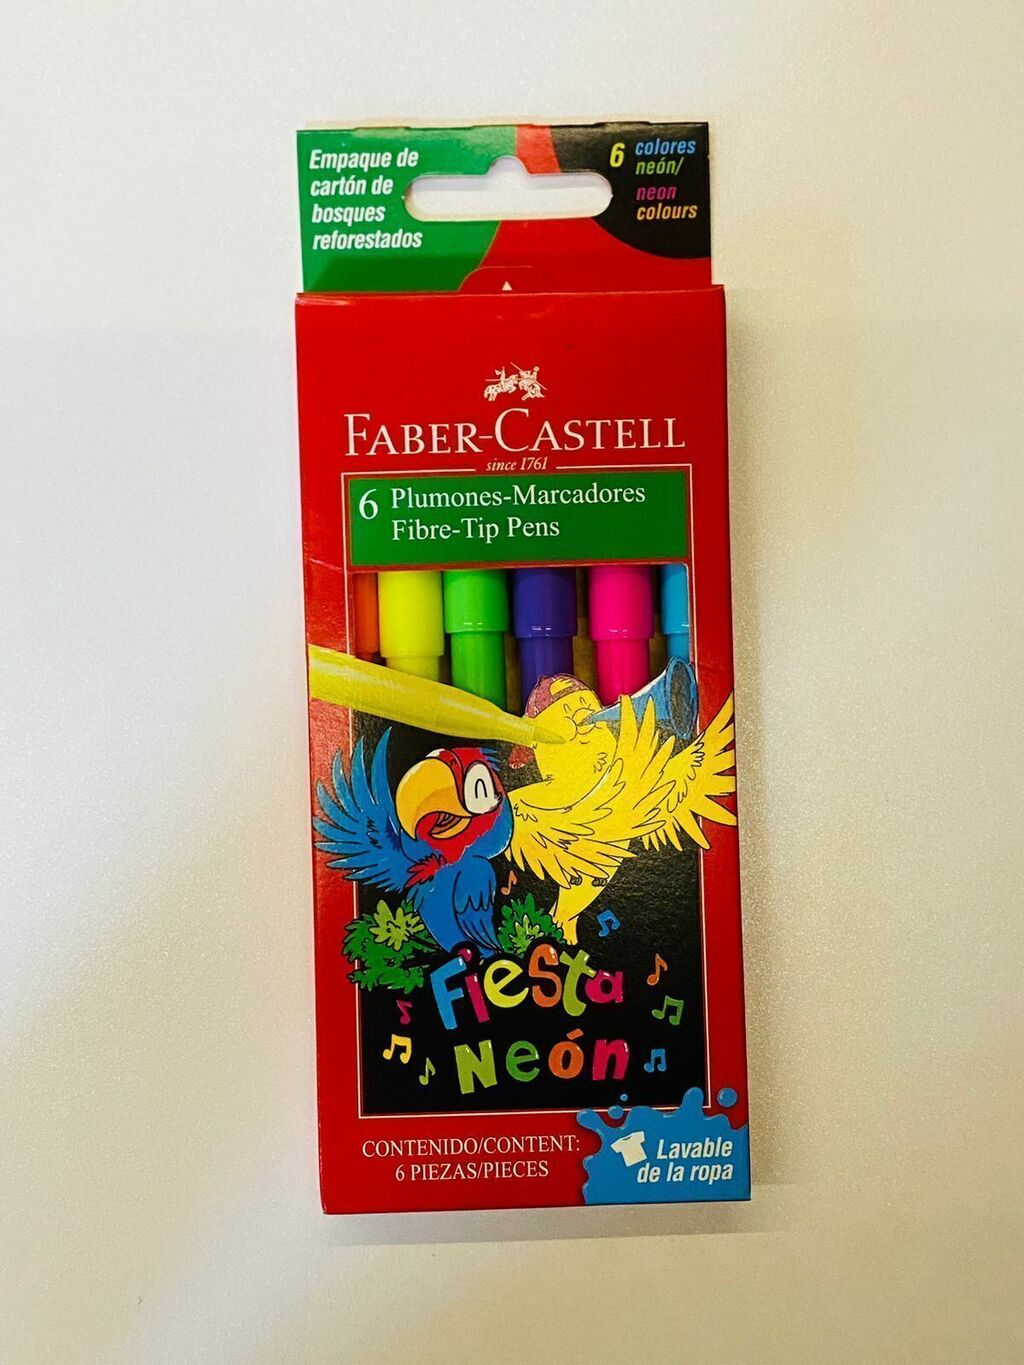 Empaque de
cartón de
bosques
reforestados
6 colores
neón/
neon
colours
FABER-CASTELL
since 1761
6 Plumones-Marcadores
Fibre-Tip Pens
Fiesta
Neón
CONTENIDO/CONTENT:
6 PIEZAS/PIECES
Lavable
de la ropa